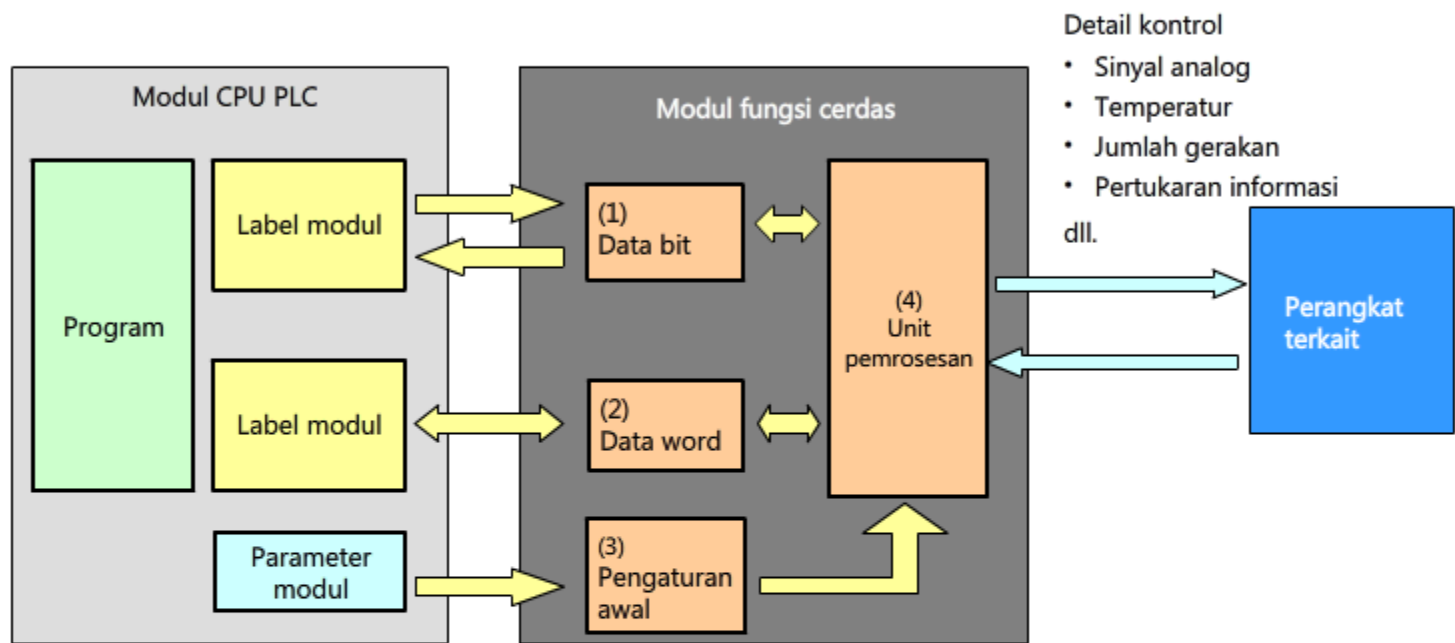 Detail kontrol
• Sinyal analog
• Temperatur
• Jumlah gerakan
• Pertukaran informasi
dll.
Modul CPU PLC
Program
Label modul
Label modul
Parameter
modul
Modul fungsi cerdas
(1)
Data bit
(2)
Data word
(3)
Pengaturan
awal
(4)
Unit
pemrosesan
Perangkat
terkait